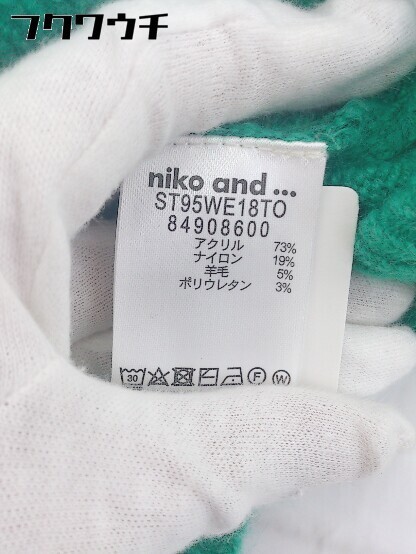 フクワウチ
niko and ...
ST95WE18TO
84908600
アクリル 73%
ナイロン 19%
羊毛 5%
ポリウレタン 3%
30
F W